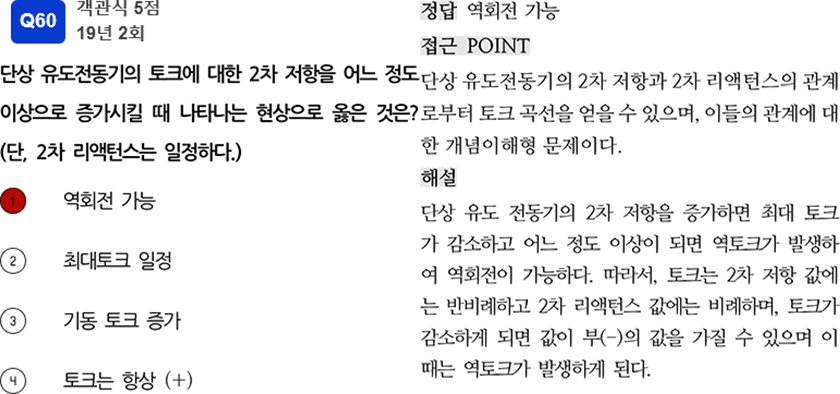 Q60
객관식 5점
19년 2회
단상 유도전동기의 토크에 대한 2차 저항을 어느 정도
이상으로 증가시킬 때 나타나는 현상으로 옳은 것은?
(단, 2차 리액턴스는 일정하다.)
1 역회전 가능
2 최대토크 일정
3 기동 토크 증가
4 토크는 항상 (+)
정답 역회전 가능
접근 POINT
단상 유도전동기의 2차 저항과 2차 리액턴스의 관계
로부터 토크 곡선을 얻을 수 있으며, 이들의 관계에 대
한 개념이해형 문제이다.
해설
단상 유도 전동기의 2차 저항을 증가하면 최대 토크
가 감소하고 어느 정도 이상이 되면 역토크가 발생하
여 역회전이 가능하다. 따라서, 토크는 2차 저항 값에
는 반비례하고 2차 리액턴스 값에는 비례하며, 토크가
감소하게 되면 값이 부(-)의 값을 가질 수 있으며 이
때는 역토크가 발생하게 된다.